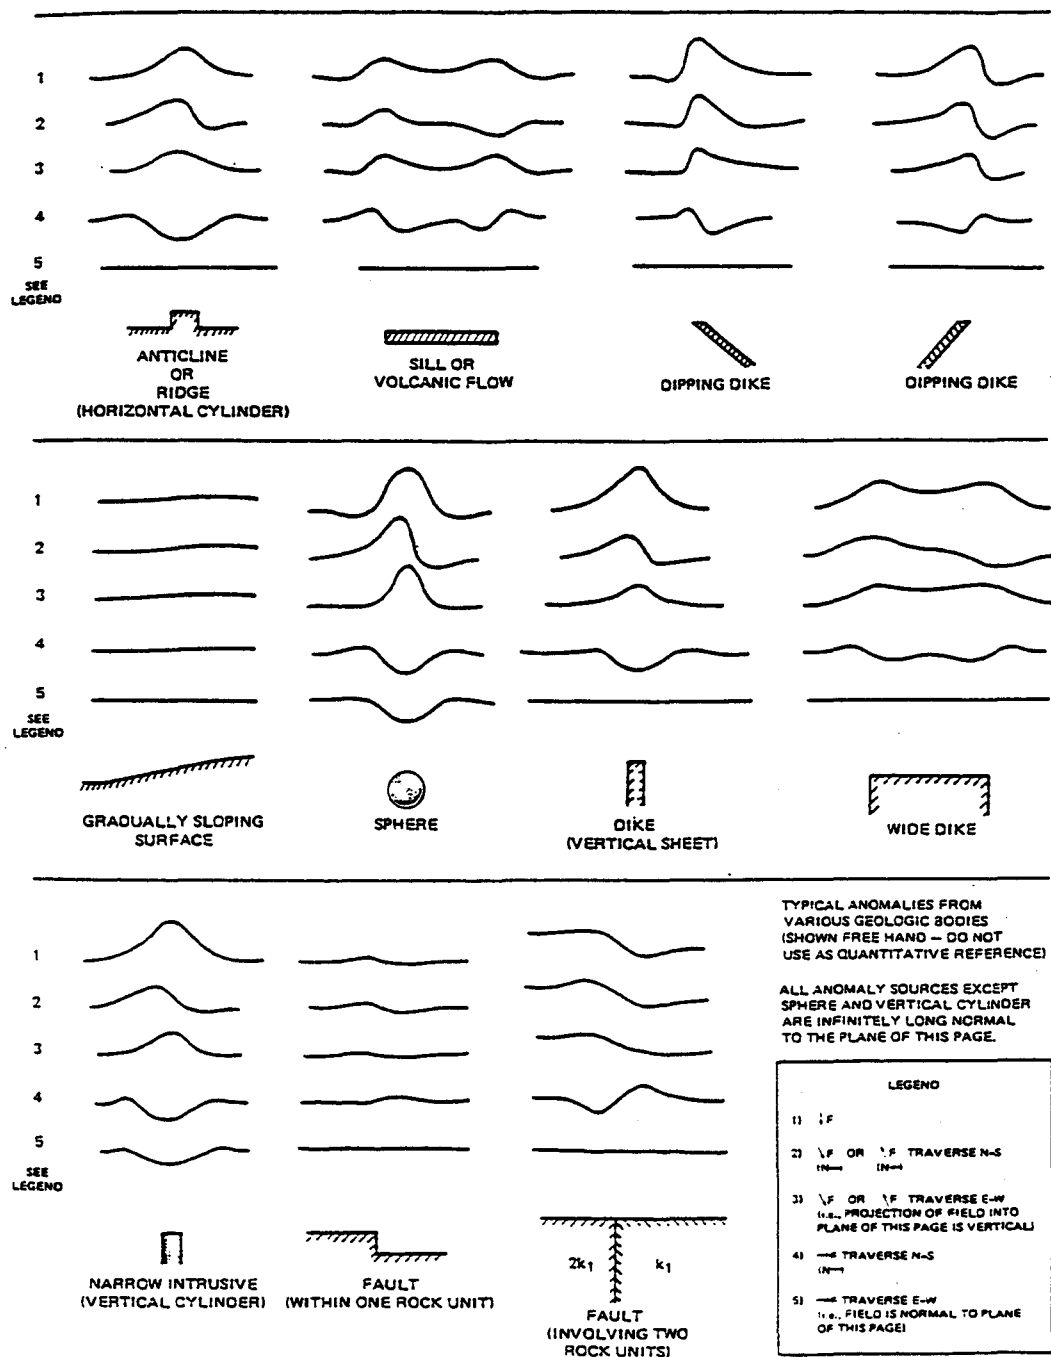 1
2
3
4
5
SEE
LEGEND
ANTICLINE
OR
RIDGE
(HORIZONTAL CYLINDER)
SILL OR
VOLCANIC FLOW
DIPPING DIKE
DIPPING DIKE
1
2
3
4
5
SEE
LEGEND
GRADUALLY SLOPING
SURFACE
SPHERE
DIKE
(VERTICAL SHEET)
WIDE DIKE
1
2
3
4
5
SEE
LEGEND
NARROW INTRUSIVE
(VERTICAL CYLINDER)
FAULT
(WITHIN ONE ROCK UNIT)
2k1
k1
FAULT
(INVOLVING TWO
ROCK UNITS)
TYPICAL ANOMALIES FROM
VARIOUS GEOLOGIC BODIES
(SHOWN FREE HAND – DO NOT
USE AS QUANTITATIVE REFERENCE)
ALL ANOMALY SOURCES EXCEPT
SPHERE AND VERTICAL CYLINDER
ARE INFINITELY LONG NORMAL
TO THE PLANE OF THIS PAGE.
LEGEND
1) F
2) F OR F TRAVERSE N-S
N N
3) F OR F TRAVERSE E-W
(i.e., PROJECTION OF FIELD INTO
PLANE OF THIS PAGE IS VERTICAL)
4) F TRAVERSE N-S
N
5) F TRAVERSE E-W
(i.e., FIELD IS NORMAL TO PLANE
OF THIS PAGE)